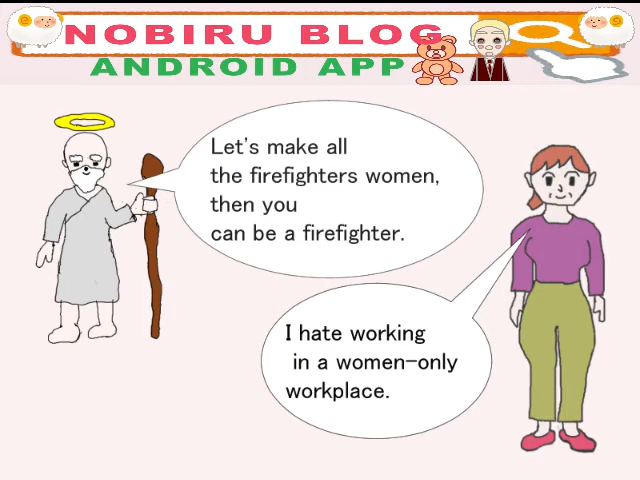 NOBIRU BLOG
ANDROID APP
Let's make all
the firefighters women,
then you
can be a firefighter.
I hate working
in a women-only
workplace.